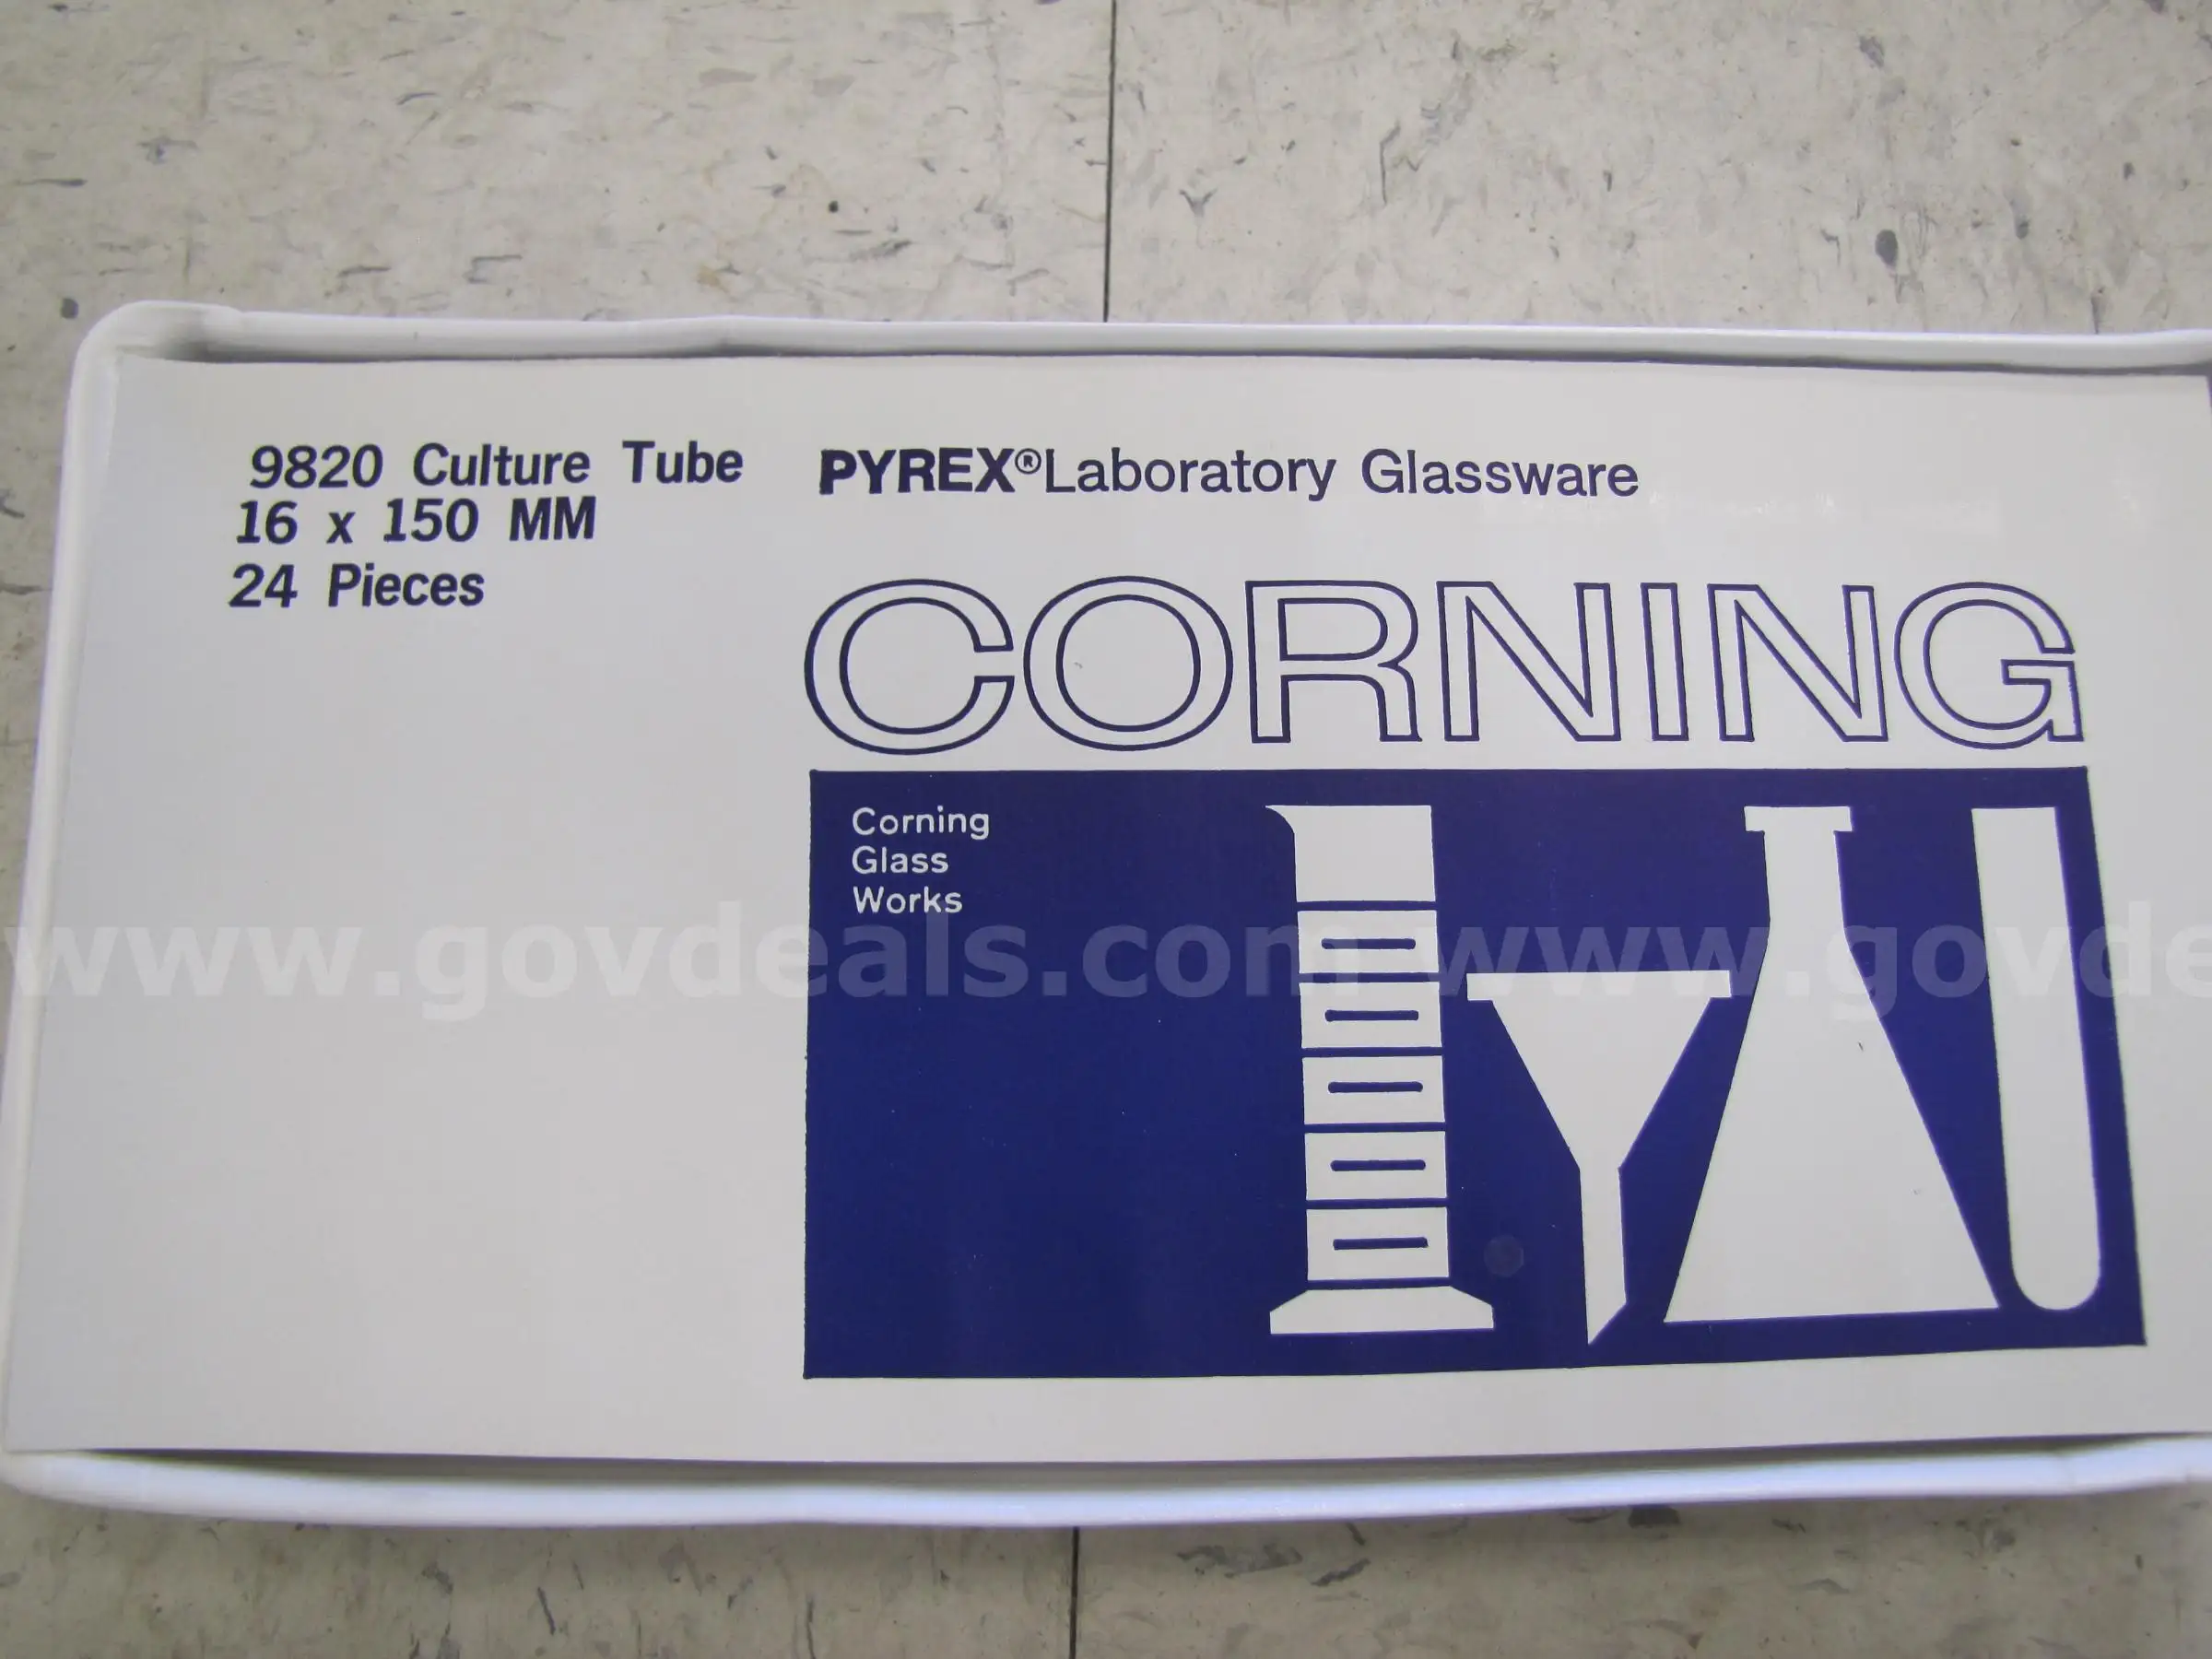 9820 Culture Tube
16 x 150 MM
24 Pieces
PYREX®Laboratory Glassware
CORNING
Corning
Glass
Works
www.govdeals.com www.govde